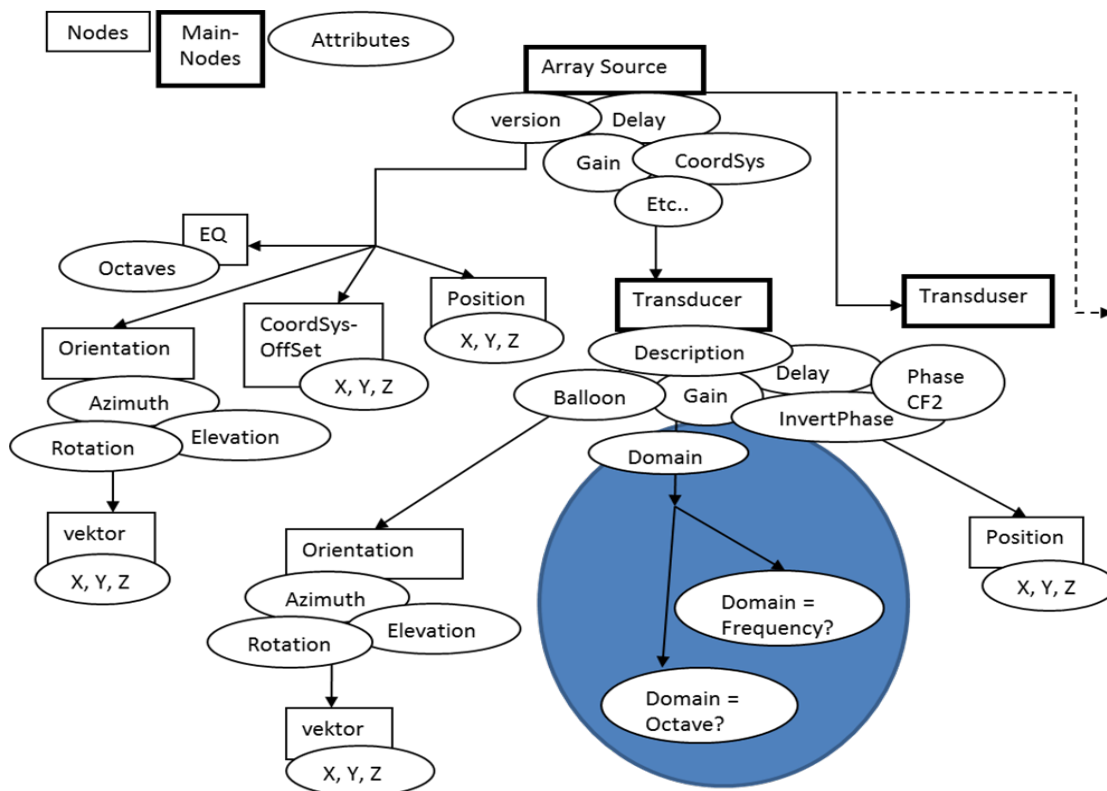 Nodes
Main-
Nodes
Attributes
Array Source
version
Delay
Gain
CoordSys
Etc..
EQ
Octaves
Position
X, Y, Z
CoordSys-
OffSet
X, Y, Z
Orientation
Azimuth
Elevation
Rotation
vektor
X, Y, Z
Transducer
Transduser
Description
Delay
Phase
CF2
Balloon
Gain
InvertPhase
Domain
Orientation
Azimuth
Elevation
Rotation
vektor
X, Y, Z
Domain =
Frequency?
Domain =
Octave?
Position
X, Y, Z